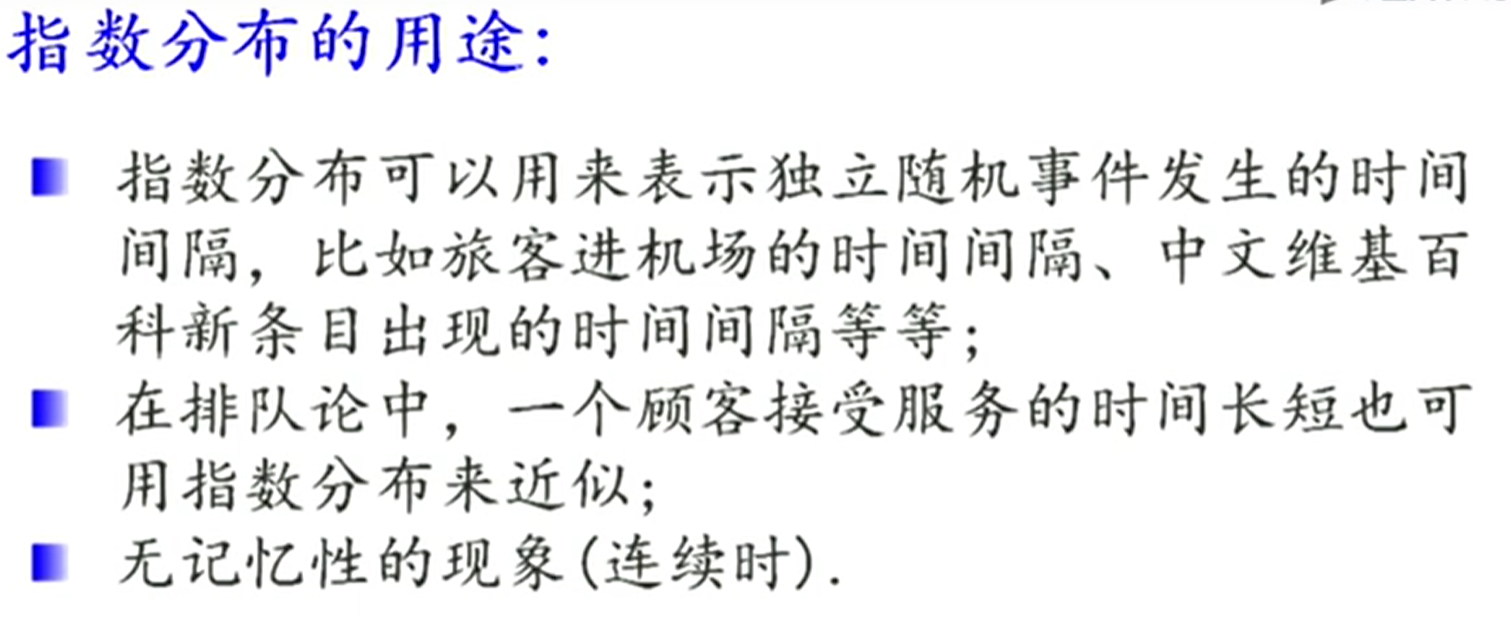 指数分布的用途:
指数分布可以用来表示独立随机事件发生的时间
间隔，比如旅客进机场的时间间隔、中文维基百
科新条目出现的时间间隔等等；
在排队论中，一个顾客接受服务的时间长短也可
用指数分布来近似；
无记忆性的现象(连续时).